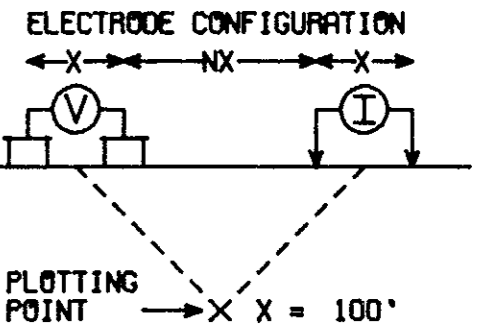 ELECTRODE CONFIGURATION
X NX X
V I
PLOTTING
POINT X X = 100'